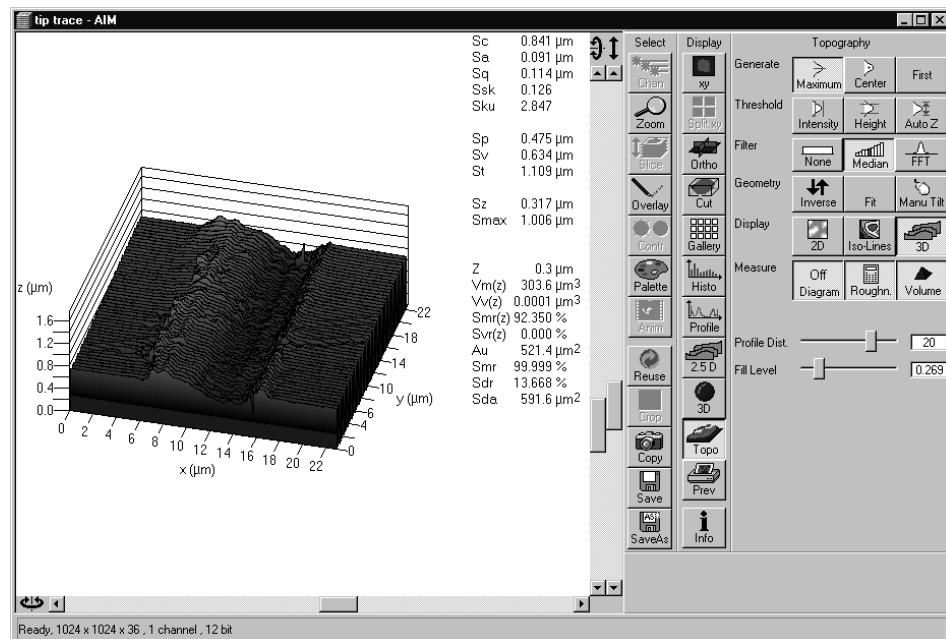 tip trace - AIM
Sc 0.841 µm
Sa 0.091 µm
Sq 0.114 µm
Ssk 0.126
Sku 2.847
Sp 0.475 µm
Sv 0.634 µm
St 1.109 µm
Sz 0.317 µm
Smax 1.006 µm
Z 0.3 µm
Vm(z) 303.6 µm3
Vv(z) 0.0001 µm3
Smr(z) 92.350 %
Svr(z) 0.000 %
Au 521.4 µm2
Smr 99.999 %
Sdr 13.668 %
Sda 591.6 µm2
z (µm)
1.6
1.2
0.8
0.4
0.0
0 2 4 6 8 10 12 14 16 18 20 22
x (µm)
22
18
14
10
6
4
0
y (µm)
Select
Chan
Zoom
Slice
Overlay
Contr
Palette
Anim
Reuse
Crop
Copy
Save
AS
SaveAs
Display
xy
Split xy
Ortho
Cut
Gallery
Histo
Profile
2.5 D
3D
Topo
Prev
i
Info
Topography
Generate Maximum Center First
Threshold Intensity Height Auto Z
Filter None Median FFT
Geometry Inverse Fit Manu Tilt
Display 2D Iso-Lines 3D
Measure Off Diagram Roughn. Volume
Profile Dist. 20
Fill Level 0.269
Ready, 1024 x 1024 x 36 , 1 channel , 12 bit